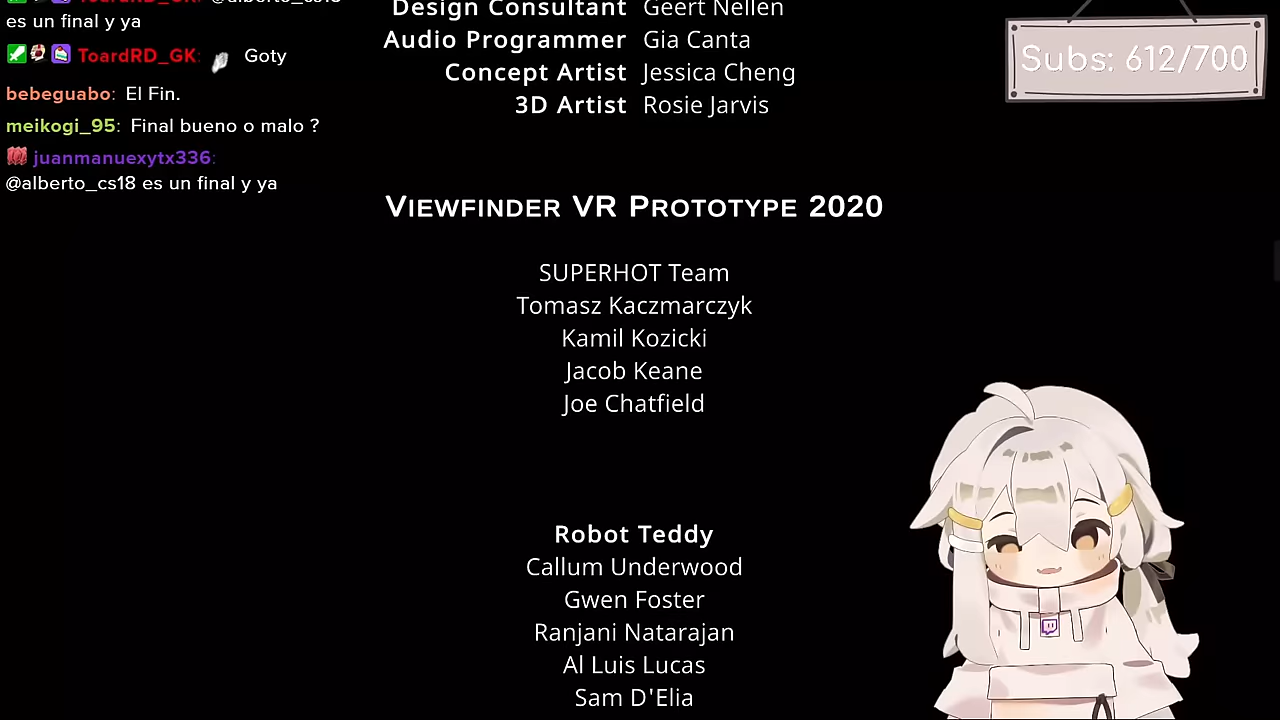 ToardRD_GK: @alberto_cs18
es un final y ya
ToardRD_GK: Goty
bebeguabo: El Fin.
meikogi_95: Final bueno o malo ?
juanmanuexytx336:
@alberto_cs18 es un final y ya
Design Consultant Geert Nellen
Audio Programmer Gia Canta
Concept Artist Jessica Cheng
3D Artist Rosie Jarvis
VIEWFINDER VR PROTOTYPE 2020
SUPERHOT Team
Tomasz Kaczmarczyk
Kamil Kozicki
Jacob Keane
Joe Chatfield
Robot Teddy
Callum Underwood
Gwen Foster
Ranjani Natarajan
Al Luis Lucas
Sam D'Elia
Subs: 612/700